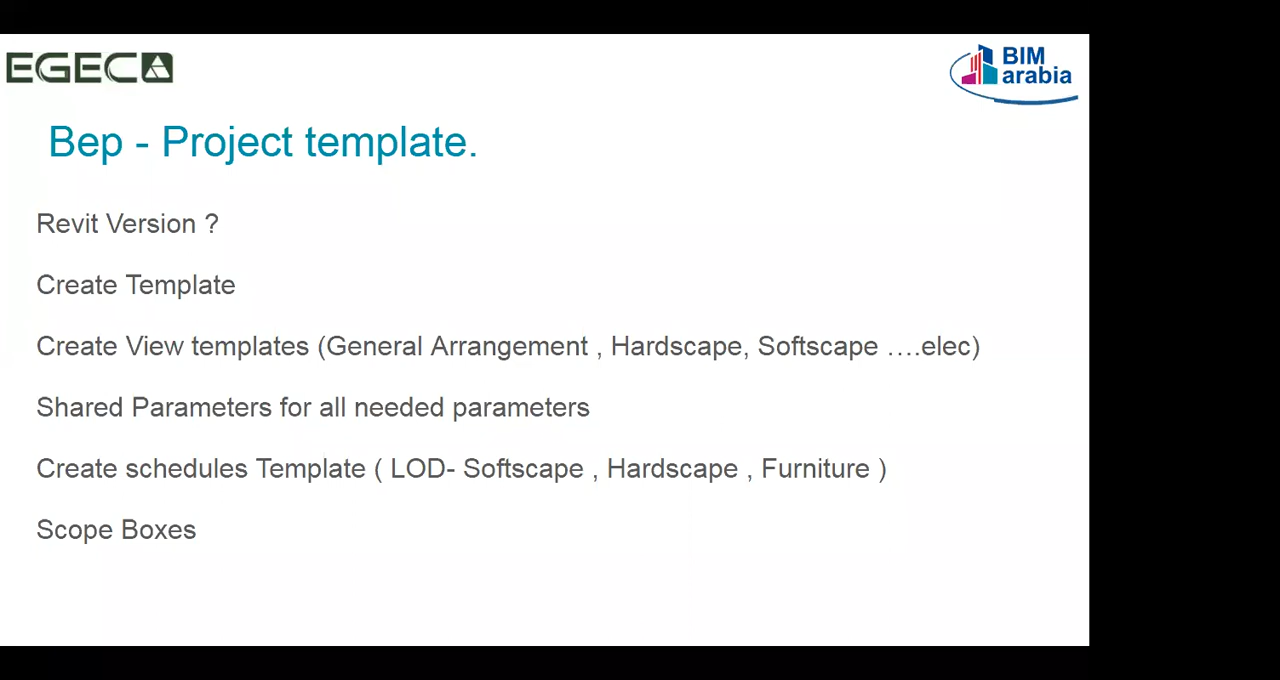 EGEC
BIM
arabia
Bep - Project template.
Revit Version ?
Create Template
Create View templates (General Arrangement , Hardscape, Softscape ….elec)
Shared Parameters for all needed parameters
Create schedules Template ( LOD- Softscape , Hardscape , Furniture )
Scope Boxes